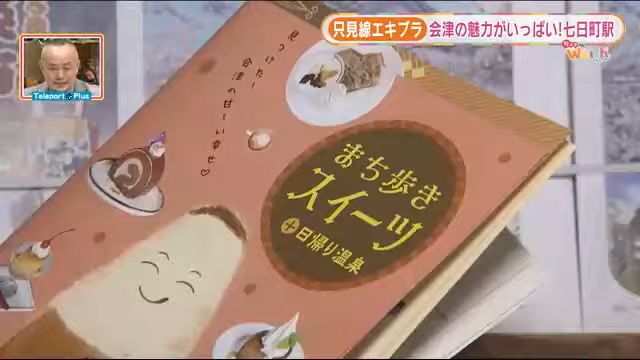 只見線エキブラ
会津の魅力がいっぱい!七日町駅
Walk
Teleport Plus
見つけた!
会津の甘~い幸せ♡
まち歩き
スイーツ
+日帰り温泉